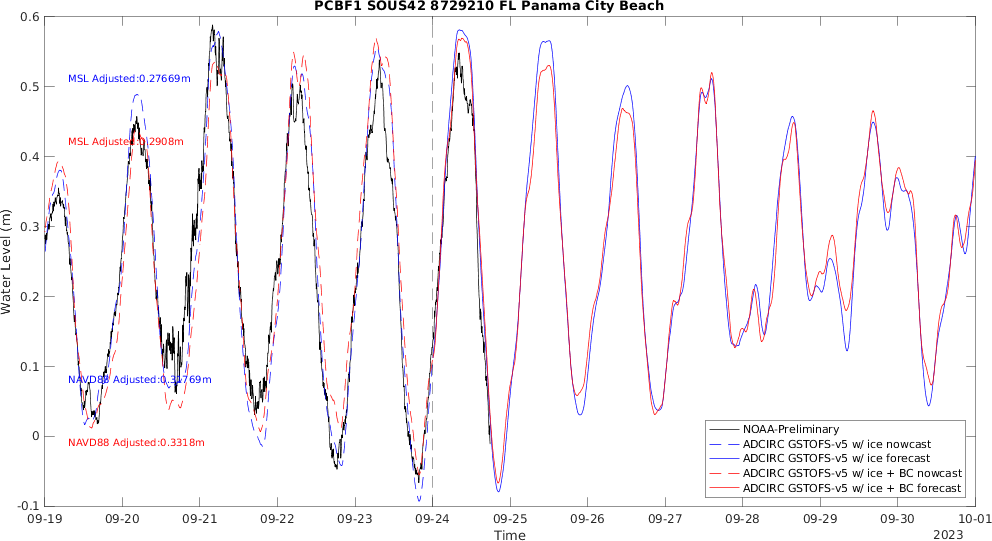 PCBF1 SOUS42 8729210 FL Panama City Beach
Water Level (m)
0.6
0.5
0.4
0.3
0.2
0.1
0
-0.1
MSL Adjusted:0.27669m
MSL Adjusted:0.2908m
NAVD88 Adjusted:0.31769m
NAVD88 Adjusted:0.3318m
NOAA-Preliminary
ADCIRC GSTOFS-v5 w/ ice nowcast
ADCIRC GSTOFS-v5 w/ ice forecast
ADCIRC GSTOFS-v5 w/ ice + BC nowcast
ADCIRC GSTOFS-v5 w/ ice + BC forecast
09-19 09-20 09-21 09-22 09-23 09-24 09-25 09-26 09-27 09-28 09-29 09-30 10-01
Time
2023